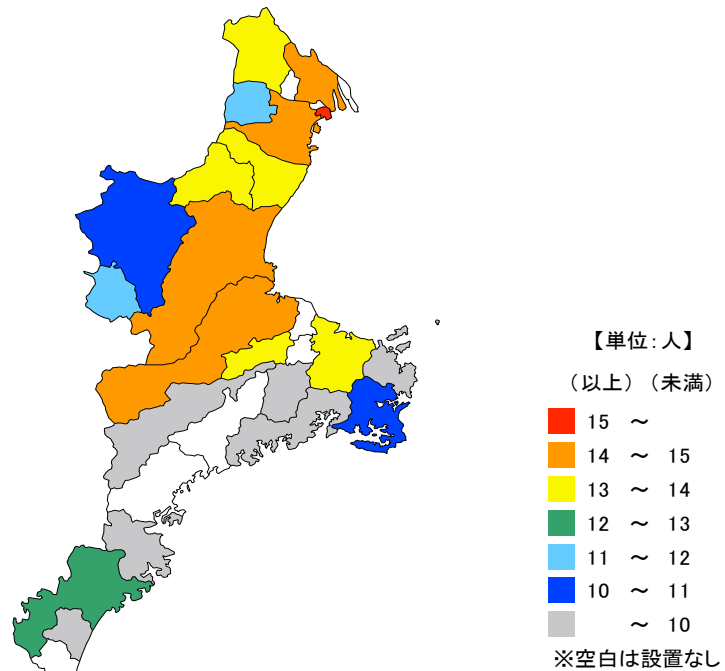 【単位：人】
（以上）（未満）
15 ～
14 ～ 15
13 ～ 14
12 ～ 13
11 ～ 12
10 ～ 11
～ 10
※空白は設置なし